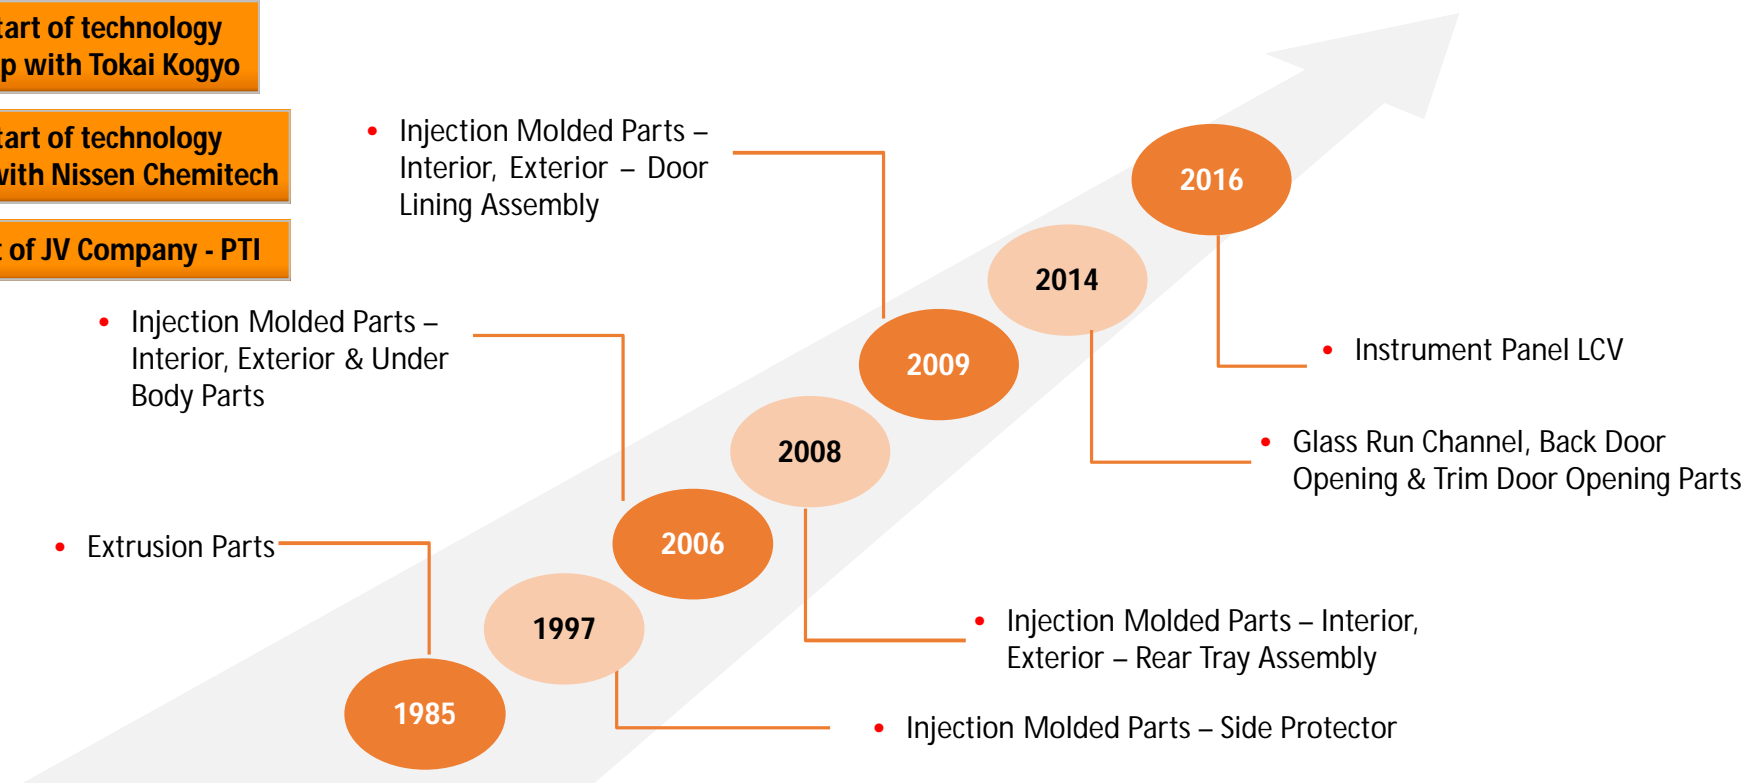 tart of technology
p with Tokai Kogyo
tart of technology
with Nissen Chemitech
of JV Company - PTI
• Injection Molded Parts –
Interior, Exterior – Door
Lining Assembly
2016
2014
• Injection Molded Parts –
Interior, Exterior & Under
Body Parts
2009
• Instrument Panel LCV
2008
• Glass Run Channel, Back Door
Opening & Trim Door Opening Parts
• Extrusion Parts
2006
1997
• Injection Molded Parts – Interior,
Exterior – Rear Tray Assembly
1985
• Injection Molded Parts – Side Protector